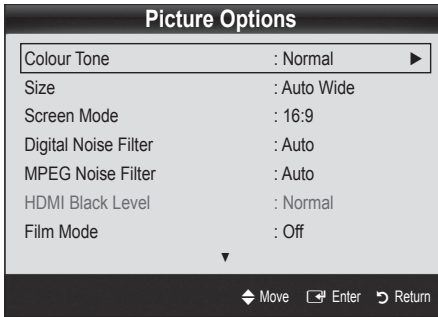 Picture Options
Colour Tone : Normal ►
Size : Auto Wide
Screen Mode : 16:9
Digital Noise Filter : Auto
MPEG Noise Filter : Auto
HDMI Black Level : Normal
Film Mode : Off
▼
Move Enter Return